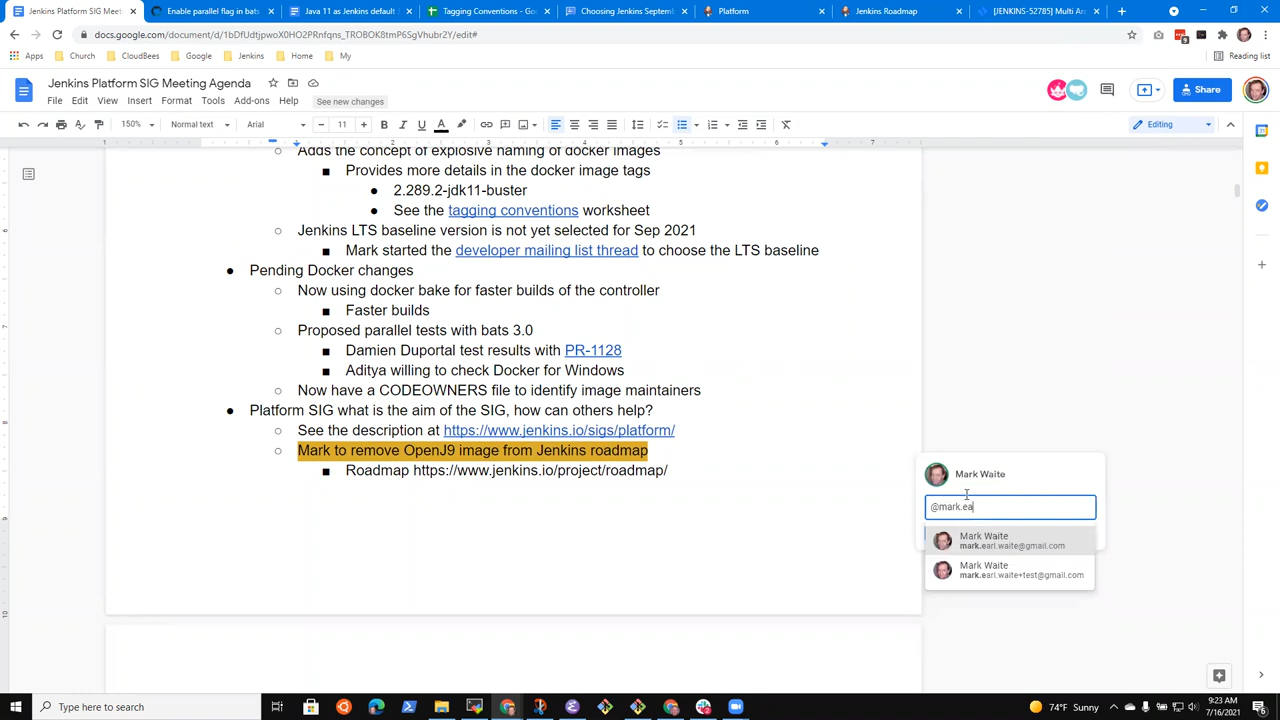 Jenkins Platform SIG Meet
Enable parallel flag in bats
Java 11 as Jenkins default
Tagging Conventions - Go
Choosing Jenkins Septemb
Platform
Jenkins Roadmap
[JENKINS-52785] Multi Arc
docs.google.com/document/d/1bDfUdtjpwoX0HO2PRnfqns_TROBOK8tmP6SgVhubr2Y/edit#
Apps
Church
CloudBees
Google
Jenkins
Home
My
Reading list
Jenkins Platform SIG Meeting Agenda
File Edit View Insert Format Tools Add-ons Help
See new changes
Share
150%
Normal text
Arial
11
Editing
Adds the concept of explosive naming of docker images
Provides more details in the docker image tags
2.289.2-jdk11-buster
See the tagging conventions worksheet
Jenkins LTS baseline version is not yet selected for Sep 2021
Mark started the developer mailing list thread to choose the LTS baseline
Pending Docker changes
Now using docker bake for faster builds of the controller
Faster builds
Proposed parallel tests with bats 3.0
Damien Duportal test results with PR-1128
Aditya willing to check Docker for Windows
Now have a CODEOWNERS file to identify image maintainers
Platform SIG what is the aim of the SIG, how can others help?
See the description at https://www.jenkins.io/sigs/platform/
Mark to remove OpenJ9 image from Jenkins roadmap
Roadmap https://www.jenkins.io/project/roadmap/
Mark Waite
@mark.ea
Mark Waite
mark.earl.waite@gmail.com
Mark Waite
mark.earl.waite+test@gmail.com
Type here to search
74°F Sunny
9:23 AM
7/16/2021